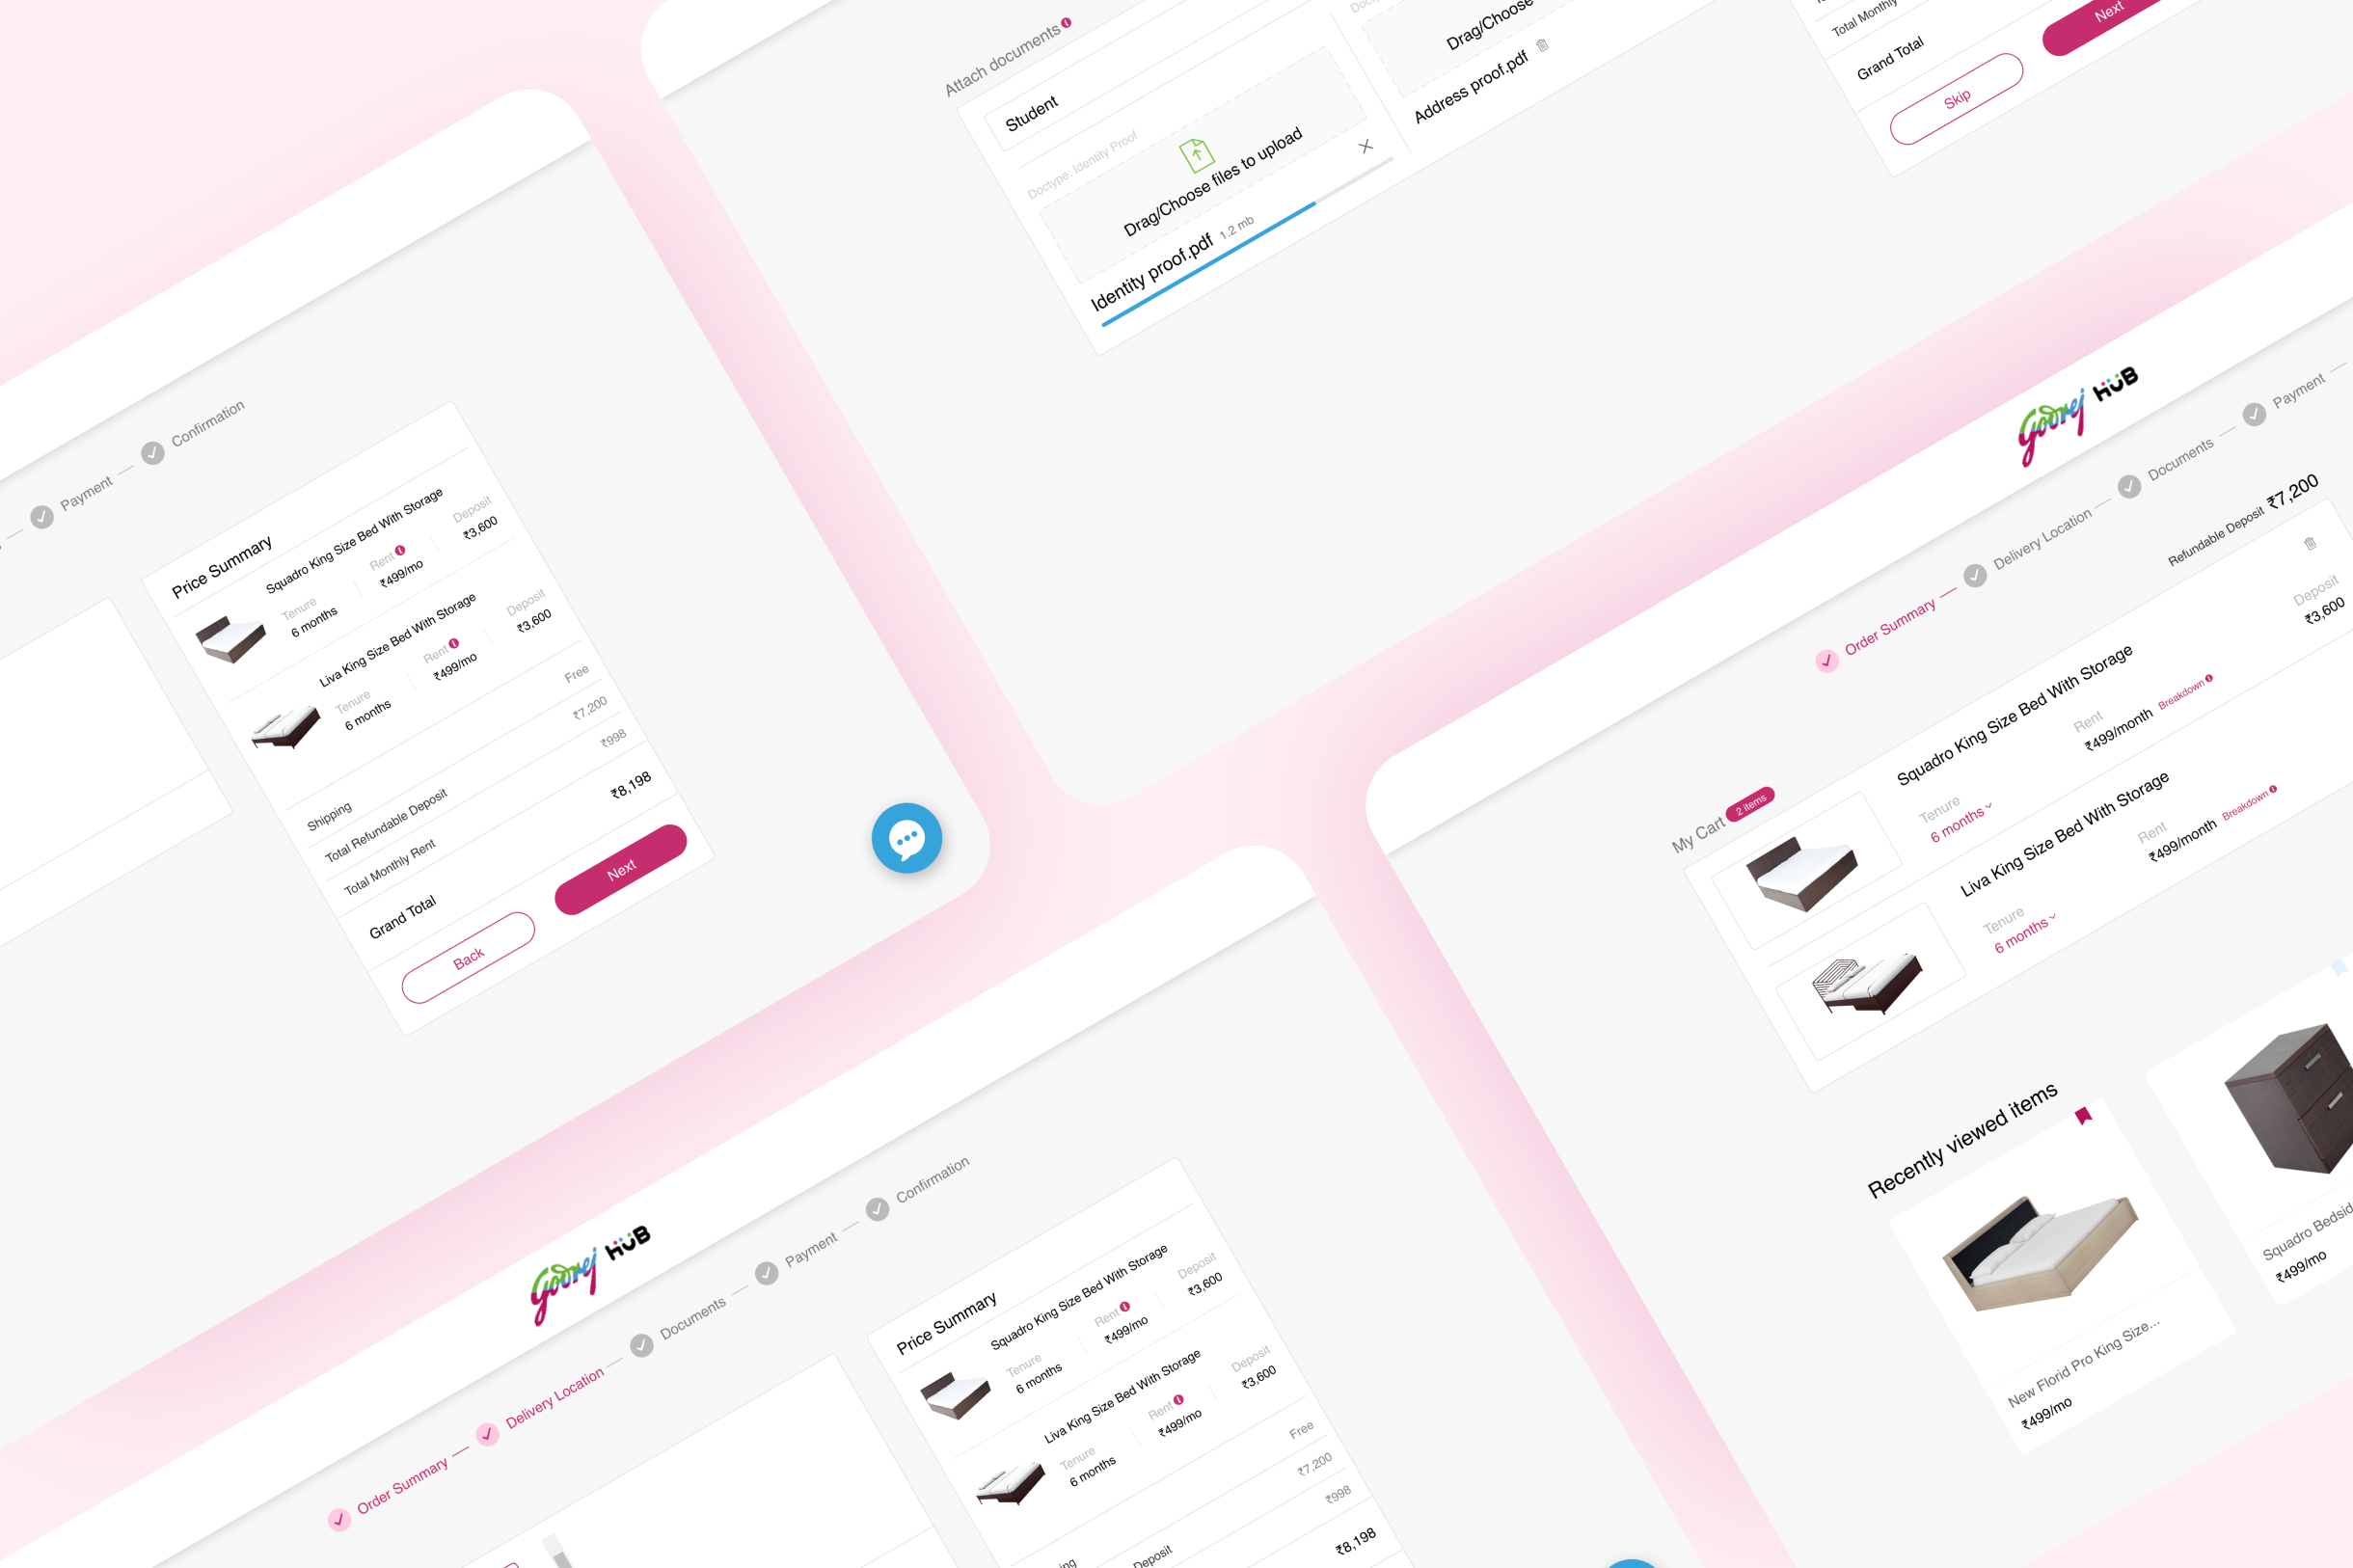 Payment
Confirmation
Price Summary
Squadro King Size Bed With Storage
Tenure
6 months
Rent
₹499/mo
Deposit
₹3,600
Liva King Size Bed With Storage
Tenure
6 months
Rent
₹499/mo
Deposit
₹3,600
Shipping
Free
Total Refundable Deposit
₹7,200
Total Monthly Rent
₹998
Grand Total
₹8,198
Back
Next
Attach documents
Student
Doctype: Identity Proof
Drag/Choose files to upload
Identity proof.pdf 1.2 mb
Drag/Choose
Address proof.pdf
Total Monthly
Grand Total
Skip
Next
godrej HUB
Order Summary
Delivery Location
Documents
Payment
My Cart 2 items
Refundable Deposit ₹7,200
Squadro King Size Bed With Storage
Tenure
6 months
Rent
₹499/month Breakdown
Deposit
₹3,600
Liva King Size Bed With Storage
Tenure
6 months
Rent
₹499/month Breakdown
Recently viewed items
New Florid Pro King Size...
₹499/mo
Squadro Bedsid
₹499/mo
godrej HUB
Order Summary
Delivery Location
Documents
Payment
Confirmation
Price Summary
Squadro King Size Bed With Storage
Tenure
6 months
Rent
₹499/mo
Deposit
₹3,600
Liva King Size Bed With Storage
Tenure
6 months
Rent
₹499/mo
Deposit
₹3,600
Free
Deposit
₹7,200
₹998
₹8,198